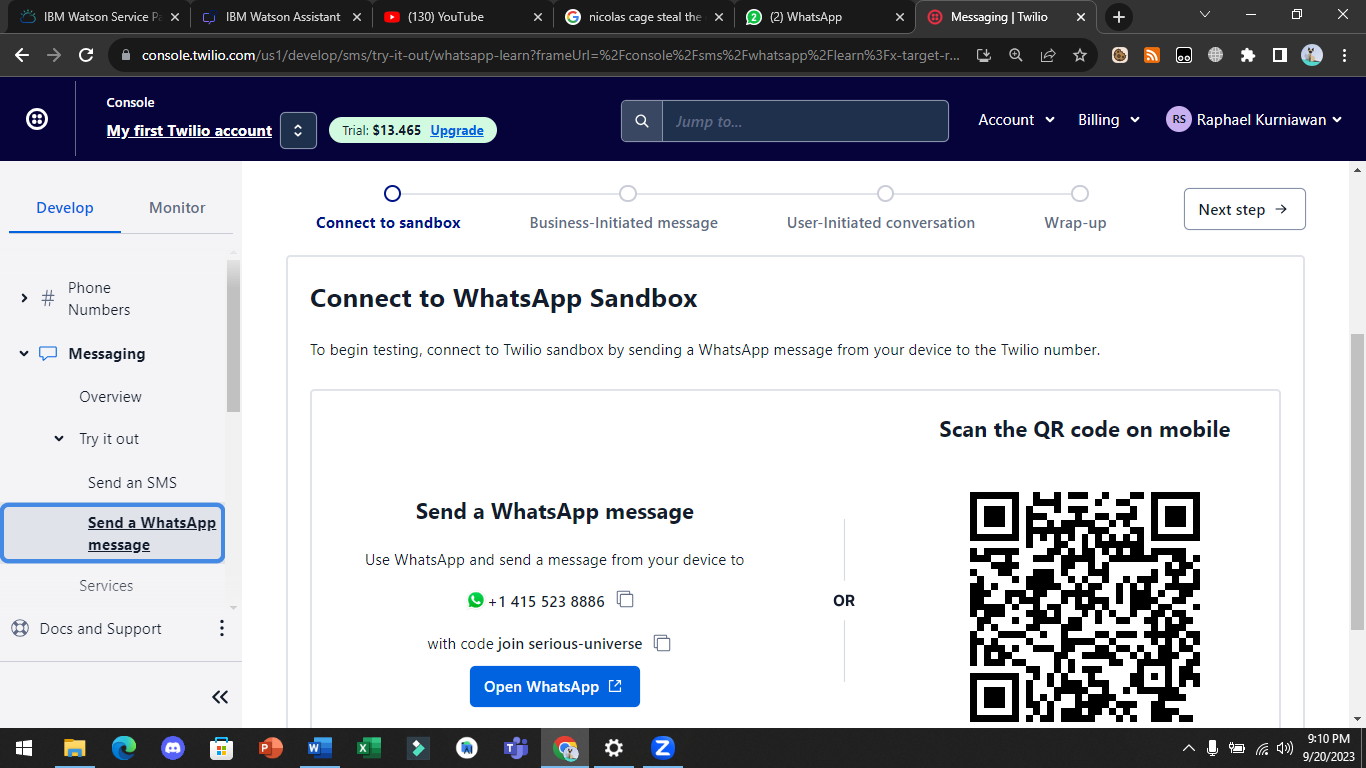 IBM Watson Service Pa
IBM Watson Assistant
(130) YouTube
nicolas cage steal the
(2) WhatsApp
Messaging | Twilio
console.twilio.com/us1/develop/sms/try-it-out/whatsapp-learn?frameUrl=%2Fconsole%2Fsms%2Fwhatsapp%2Flearn%3Fx-target-r...
Console
My first Twilio account
Trial: $13.465 Upgrade
Jump to...
Account
Billing
RS Raphael Kurniawan
Develop
Monitor
Connect to sandbox
Business-Initiated message
User-Initiated conversation
Wrap-up
Next step →
# Phone
Numbers
Messaging
Overview
Try it out
Send an SMS
Send a WhatsApp
message
Services
Docs and Support
Connect to WhatsApp Sandbox
To begin testing, connect to Twilio sandbox by sending a WhatsApp message from your device to the Twilio number.
Send a WhatsApp message
Use WhatsApp and send a message from your device to
+1 415 523 8886
with code join serious-universe
Open WhatsApp
OR
Scan the QR code on mobile
9:10 PM
9/20/2023